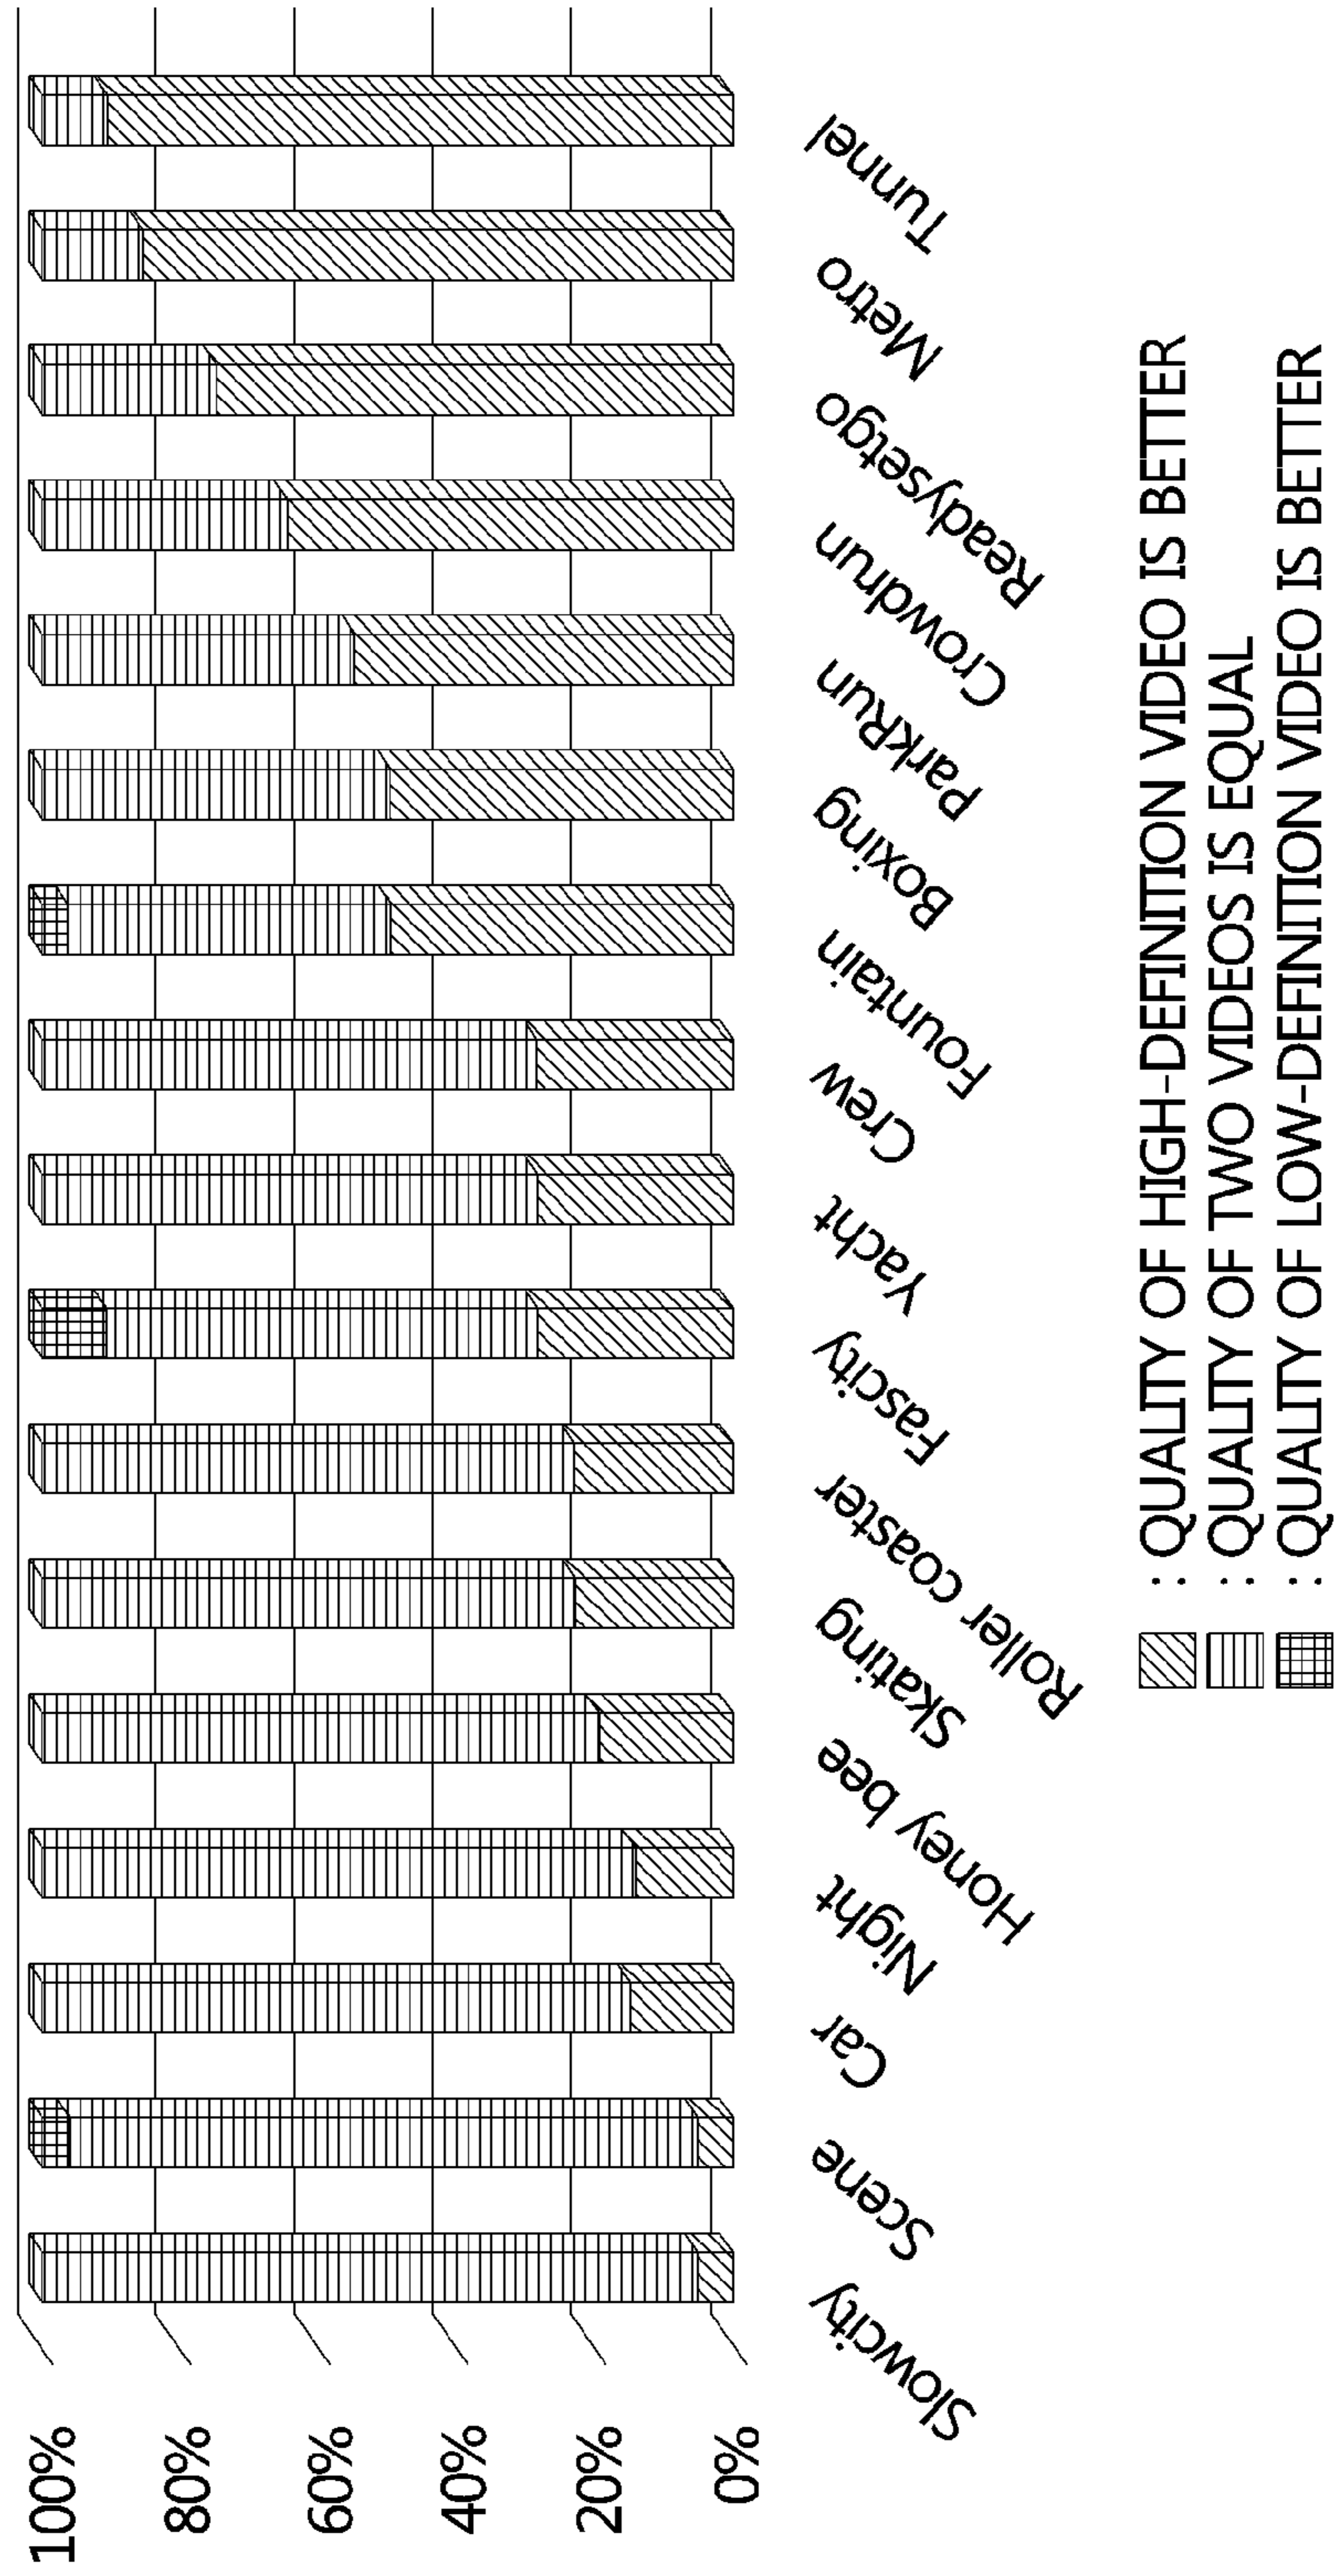 100%
80%
60%
40%
20%
0%
Slowcity
Scene
Car
Night
Honey bee
Skating
Roller coaster
Fascity
Yacht
Crew
Fountain
Boxing
ParkRun
Crowdrun
Readysetgo
Metro
Tunnel
: QUALITY OF HIGH-DEFINITION VIDEO IS BETTER
: QUALITY OF TWO VIDEOS IS EQUAL
: QUALITY OF LOW-DEFINITION VIDEO IS BETTER